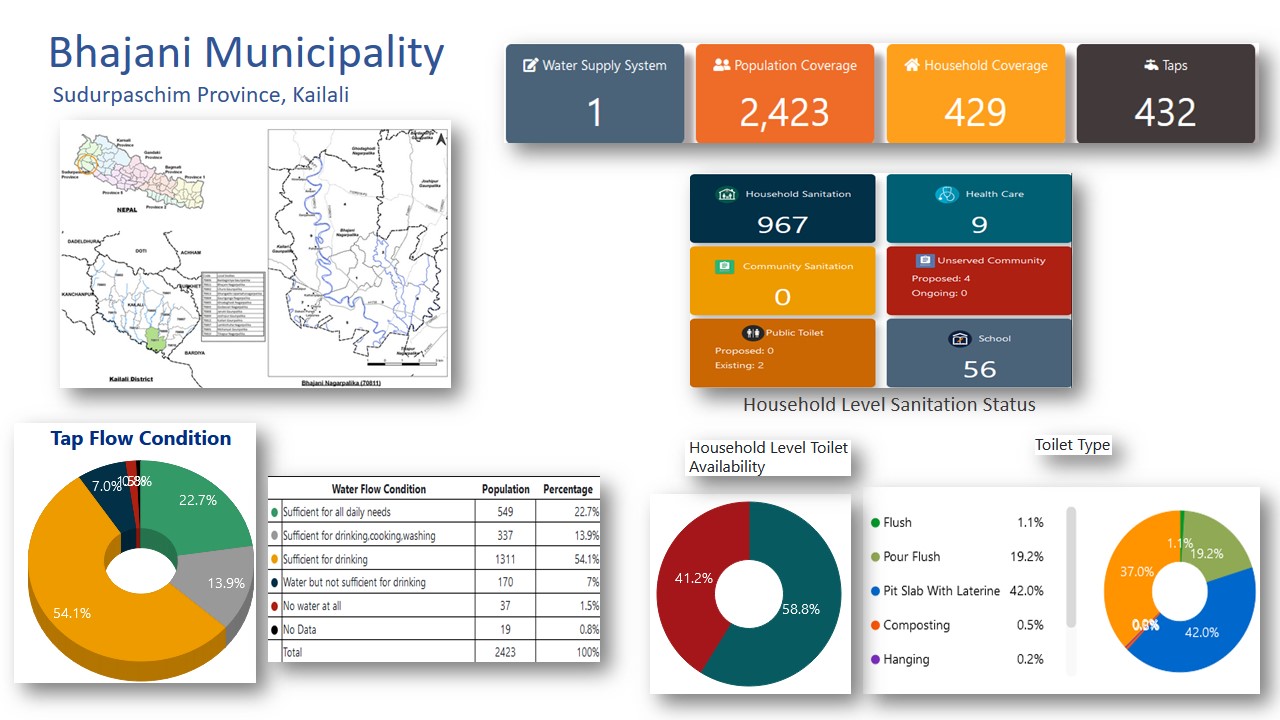 Bhajani Municipality
Sudurpaschim Province, Kailali
Water Supply System
1
Population Coverage
2,423
Household Coverage
429
Taps
432
Karnali
Province
Gandaki
Province
Bagmati
Province
Province 1
Sudurpaschim
Province
Province 5
Province 2
NEPAL
DADELDHURA
DOTI
ACHHAM
KANCHANPUR
KAILALI
SURKHET
BARDIYA
Kailali District
Ghodaghodi
Nagarpalika
Joshipur
Gaunpalika
Bhajani
Nagarpalika
Kailari
Gaunpalika
Tikapur
Nagarpalika
Bhajani Nagarpalika (70811)
Household Sanitation
967
Health Care
9
Community Sanitation
0
Unserved Community
Proposed: 4
Ongoing: 0
Public Toilet
Proposed: 0
Existing: 2
School
56
Household Level Sanitation Status
Tap Flow Condition
7.0%
22.7%
13.9%
54.1%
Water Flow Condition Population Percentage
Sufficient for all daily needs 549 22.7%
Sufficient for drinking,cooking,washing 337 13.9%
Sufficient for drinking 1311 54.1%
Water but not sufficient for drinking 170 7%
No water at all 37 1.5%
No Data 19 0.8%
Total 2423 100%
Household Level Toilet
Availability
41.2%
58.8%
Toilet Type
Flush 1.1%
Pour Flush 19.2%
Pit Slab With Laterine 42.0%
Composting 0.5%
Hanging 0.2%
1.1%
19.2%
37.0%
42.0%